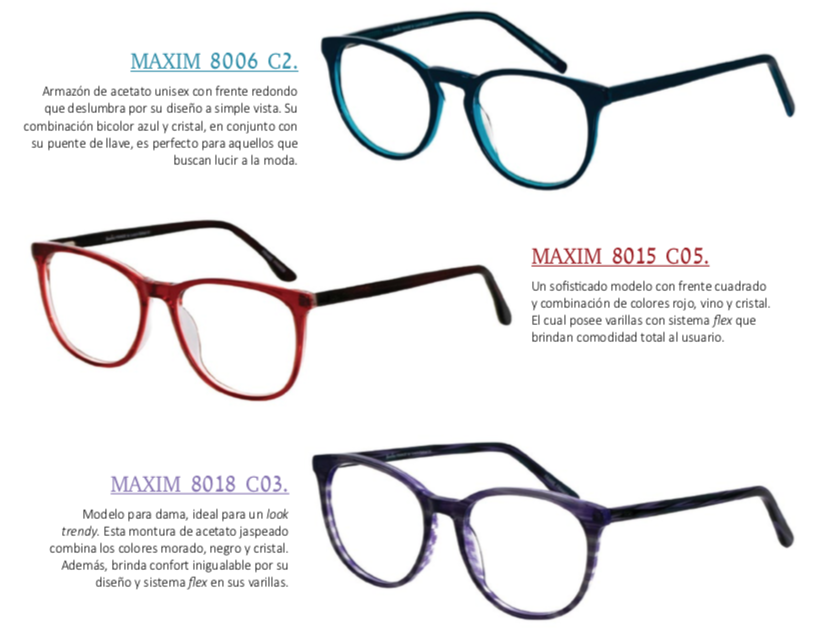 MAXIM 8006 C2.
Armazón de acetato unisex con frente redondo
que deslumbra por su diseño a simple vista. Su
combinación bicolor azul y cristal, en conjunto con
su puente de llave, es perfecto para aquellos que
buscan lucir a la moda.
MAXIM 8015 C05.
Un sofisticado modelo con frente cuadrado
y combinación de colores rojo, vino y cristal.
El cual posee varillas con sistema flex que
brindan comodidad total al usuario.
MAXIM 8018 C03.
Modelo para dama, ideal para un look
trendy. Esta montura de acetato jaspeado
combina los colores morado, negro y cristal.
Además, brinda confort inigualable por su
diseño y sistema flex en sus varillas.